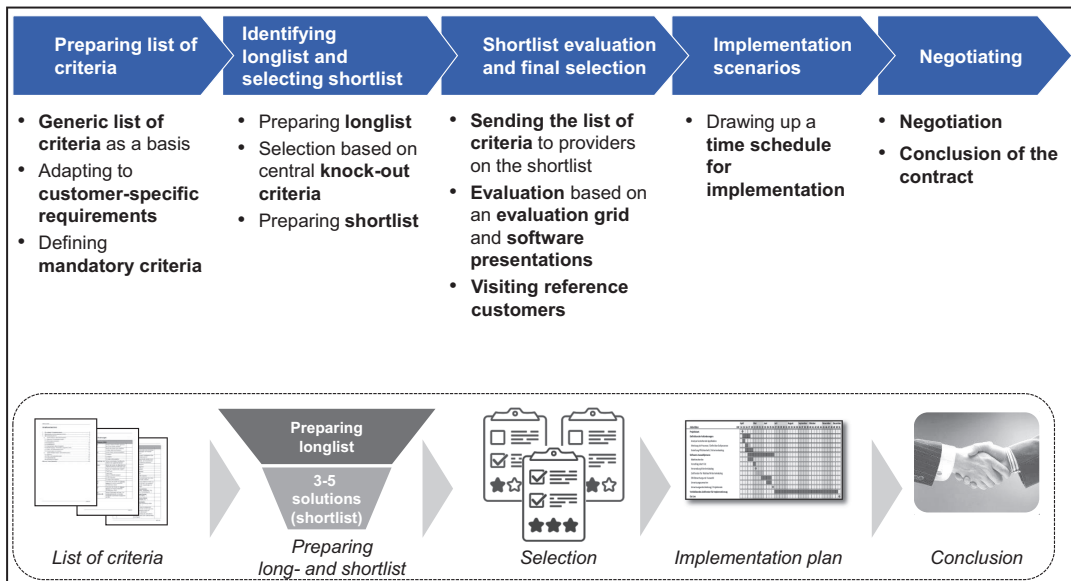 Preparing list of
criteria
Identifying
longlist and
selecting shortlist
Shortlist evaluation
and final selection
Implementation
scenarios
Negotiating
• Generic list of
criteria as a basis
• Adapting to
customer-specific
requirements
• Defining
mandatory criteria
• Preparing longlist
• Selection based on
central knock-out
criteria
• Preparing shortlist
• Sending the list of
criteria to providers
on the shortlist
• Evaluation based on
an evaluation grid
and software
presentations
• Visiting reference
customers
• Drawing up a
time schedule
for
implementation
• Negotiation
• Conclusion of the
contract
Preparing
longlist
3-5
solutions
(shortlist)
List of criteria
Preparing
long- and shortlist
Selection
Implementation plan
Conclusion